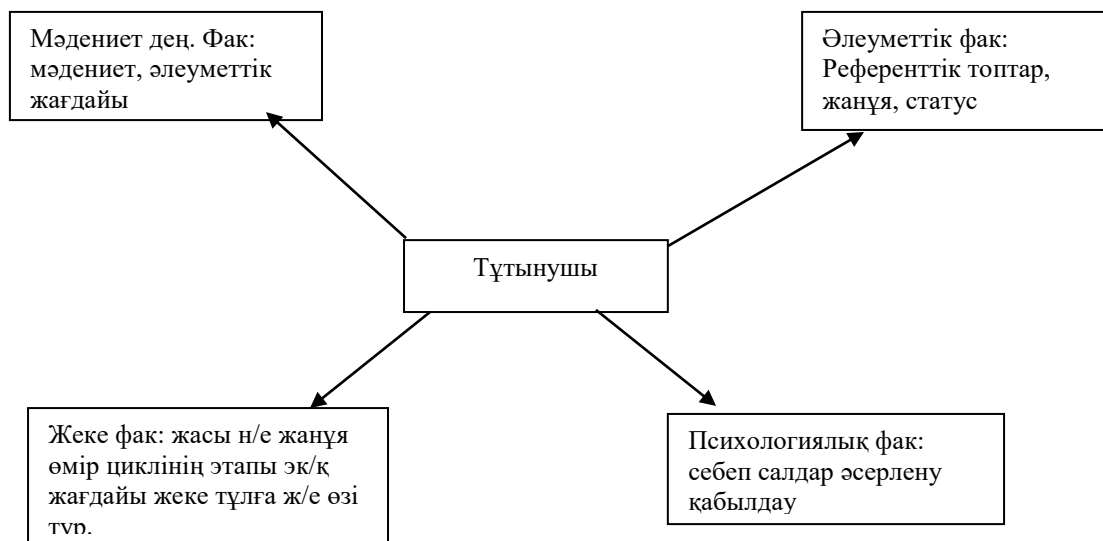 Мәдениет дең. Фак:
мәдениет, әлеуметтік
жағдайы
Әлеуметтік фак:
Референттік топтар,
жанұя, статус
Тұтынушы
Жеке фак: жасы н/е жанұя
өмір циклінің этапы эк/қ
жағдайы жеке тұлға ж/е өзі
тур.
Психологиялық фак:
себеп салдар әсерлену
қабылдау